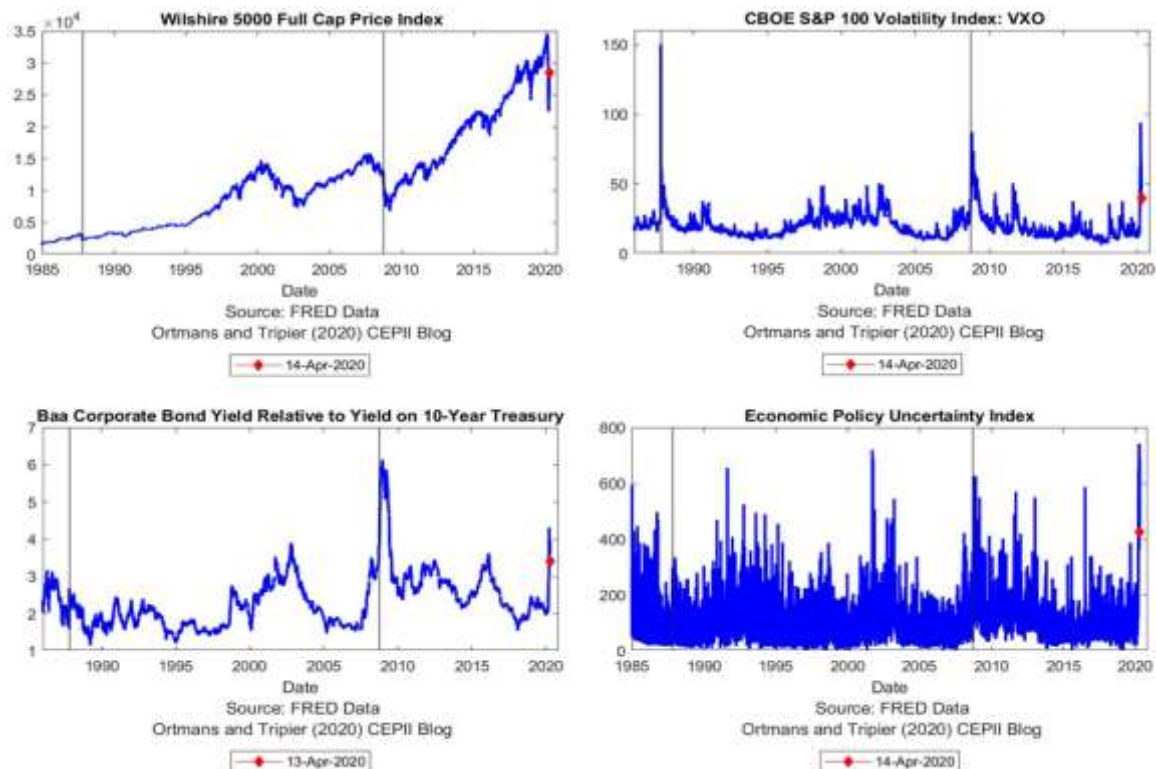 Wilshire 5000 Full Cap Price Index
×10⁴
3.5
3
2.5
2
1.5
1
0.5
0
1985 1990 1995 2000 2005 2010 2015 2020
Date
Source: FRED Data
Ortmans and Tripier (2020) CEPII Blog
14-Apr-2020
CBOE S&P 100 Volatility Index: VXO
150
100
50
0
1990 1995 2000 2005 2010 2015 2020
Date
Source: FRED Data
Ortmans and Tripier (2020) CEPII Blog
14-Apr-2020
Baa Corporate Bond Yield Relative to Yield on 10-Year Treasury
7
6
5
4
3
2
1
1990 1995 2000 2005 2010 2015 2020
Date
Source: FRED Data
Ortmans and Tripier (2020) CEPII Blog
13-Apr-2020
Economic Policy Uncertainty Index
800
600
400
200
0
1985 1990 1995 2000 2005 2010 2015 2020
Date
Source: FRED Data
Ortmans and Tripier (2020) CEPII Blog
14-Apr-2020